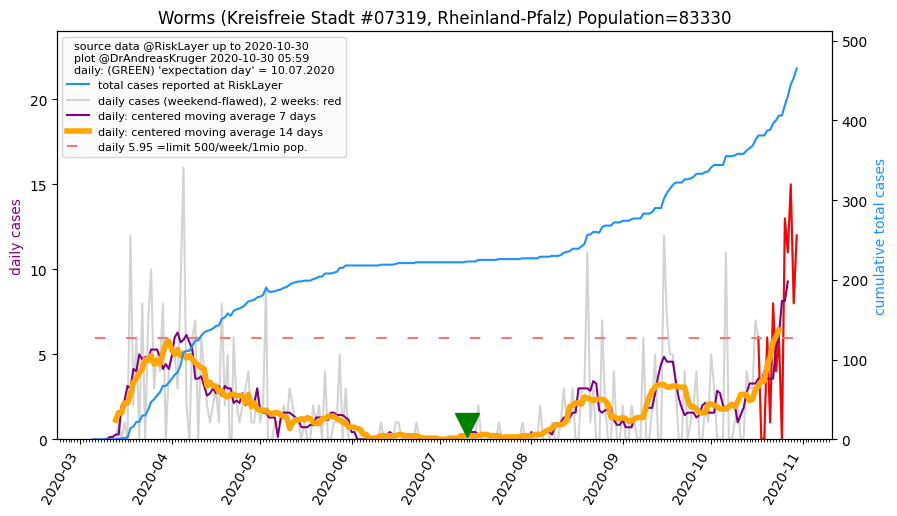 Worms (Kreisfreie Stadt #07319, Rheinland-Pfalz) Population=83330
source data @RiskLayer up to 2020-10-30
plot @DrAndreasKruger 2020-10-30 05:59
daily: (GREEN) 'expectation day' = 10.07.2020
total cases reported at RiskLayer
daily cases (weekend-flawed), 2 weeks: red
daily: centered moving average 7 days
daily: centered moving average 14 days
daily 5.95 =limit 500/week/1mio pop.
daily cases
20
15
10
5
0
cumulative total cases
500
400
300
200
100
0
2020-03
2020-04
2020-05
2020-06
2020-07
2020-08
2020-09
2020-10
2020-11